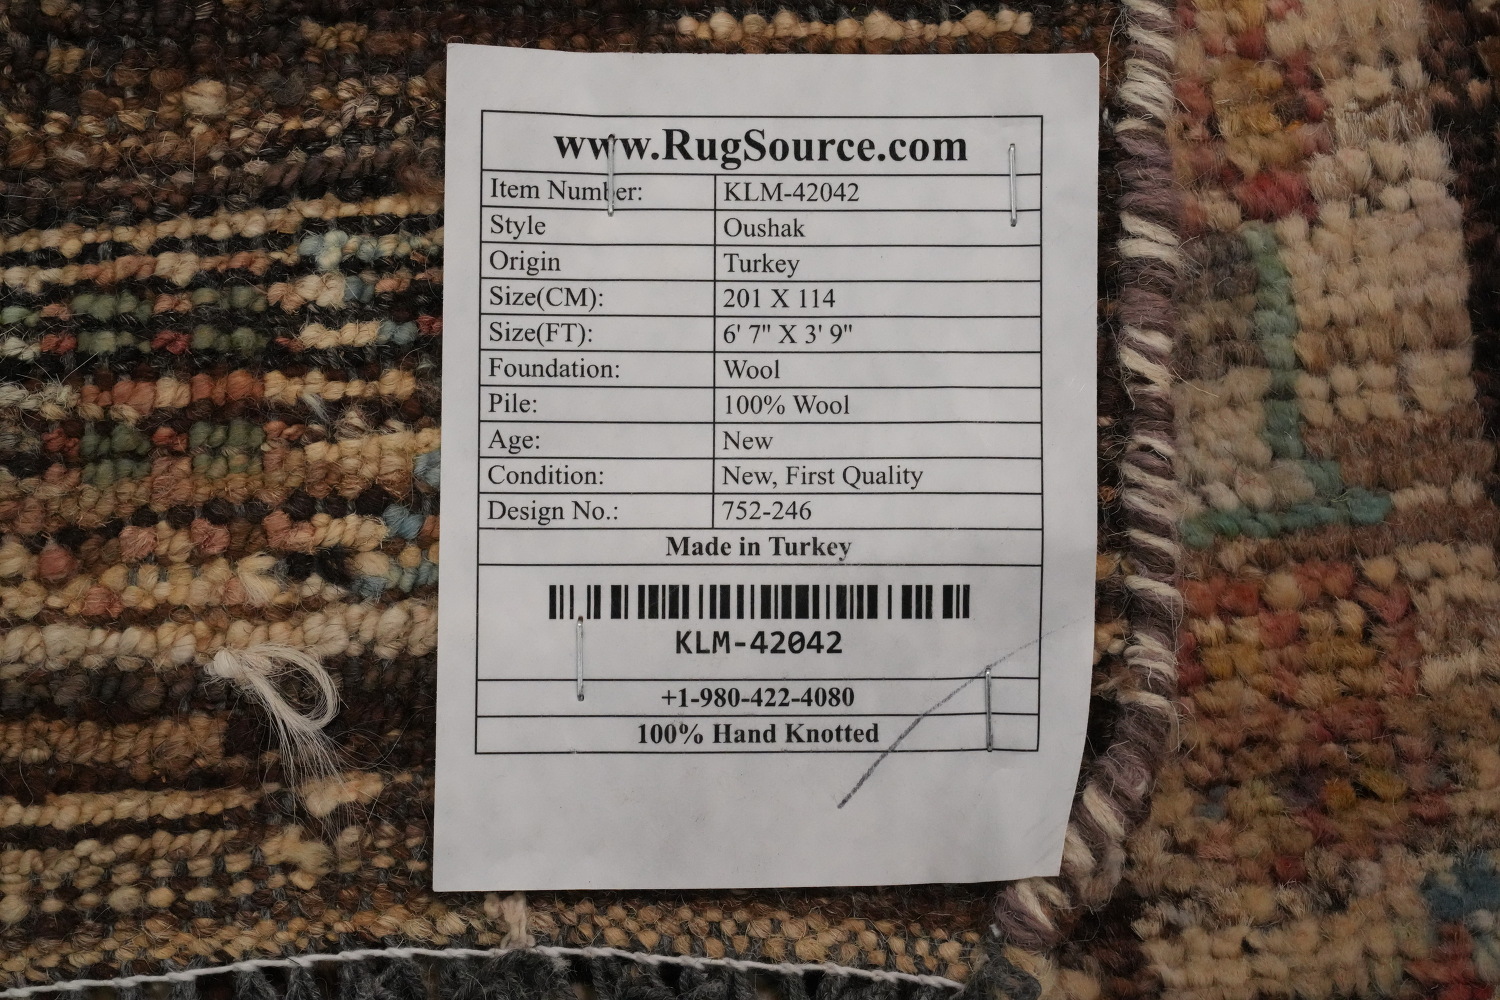 www.RugSource.com
Item Number: KLM-42042
Style Oushak
Origin Turkey
Size(CM): 201 X 114
Size(FT): 6' 7" X 3' 9"
Foundation: Wool
Pile: 100% Wool
Age: New
Condition: New, First Quality
Design No.: 752-246
Made in Turkey
KLM-42042
+1-980-422-4080
100% Hand Knotted